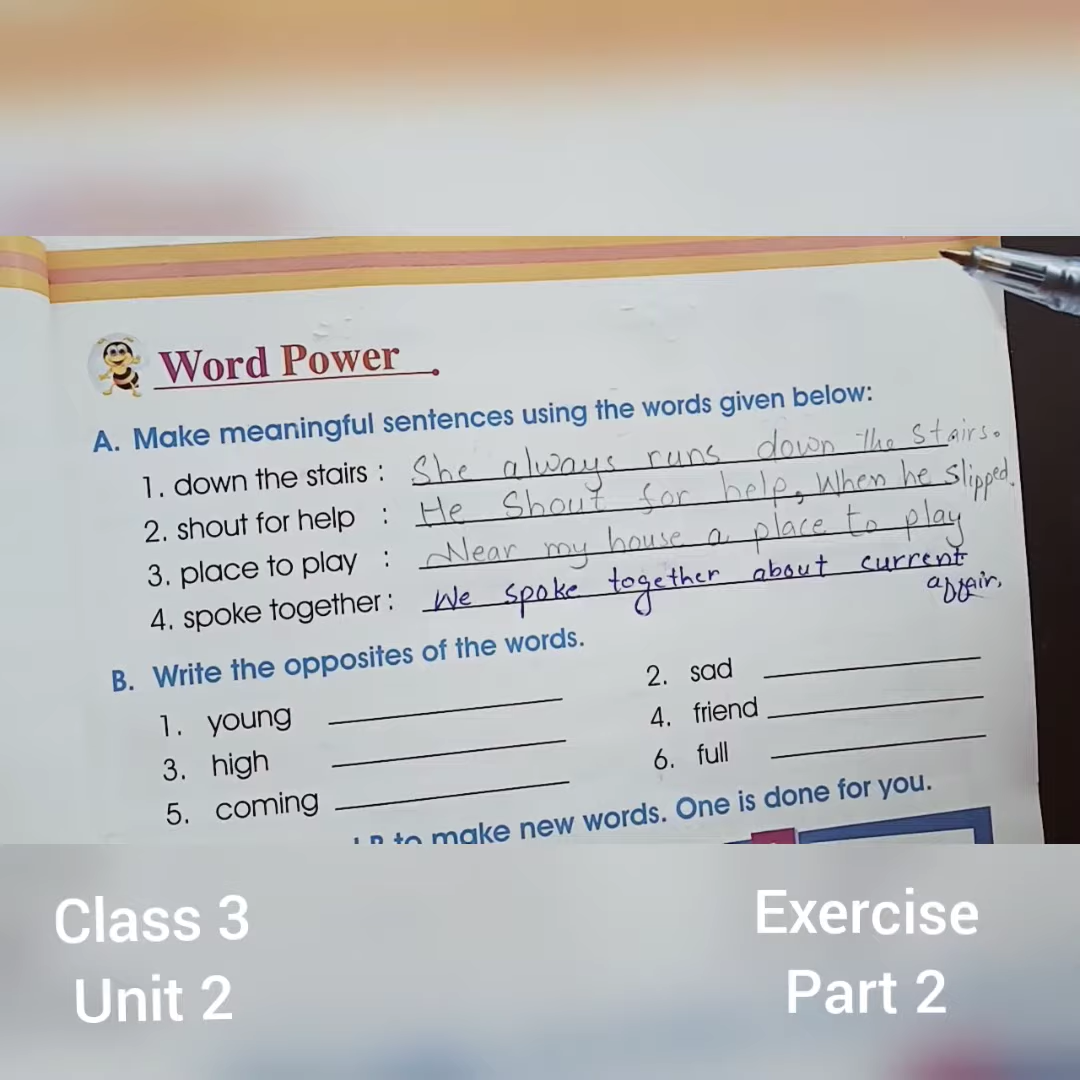 Word Power
A. Make meaningful sentences using the words given below:
1. down the stairs : She always runs down the stairs.
2. shout for help : He Shout for help, When he slipped.
3. place to play : Near my house a place to play
4. spoke together : We spoke together about current
affair.
B. Write the opposites of the words.
1. young
2. sad
3. high
4. friend
5. coming
6. full
to make new words. One is done for you.
Class 3
Exercise
Unit 2
Part 2